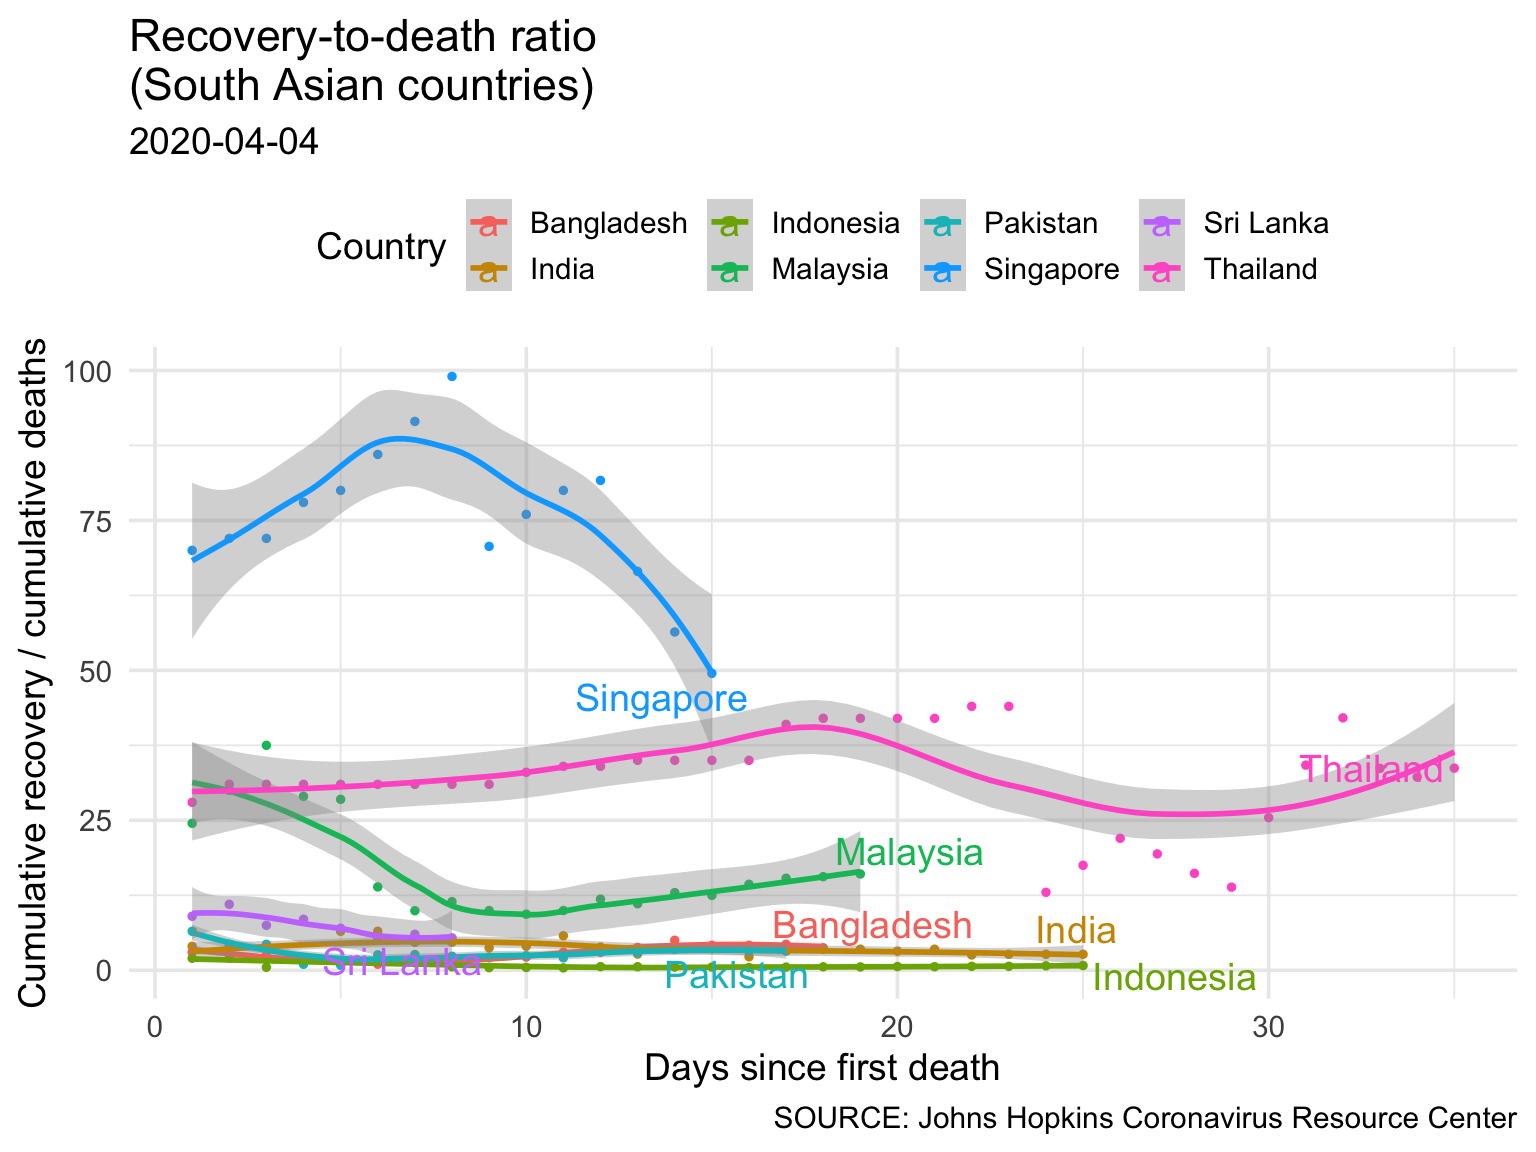 Recovery-to-death ratio
(South Asian countries)
2020-04-04
Country
a Bangladesh a Indonesia a Pakistan a Sri Lanka
a India a Malaysia a Singapore a Thailand
Cumulative recovery / cumulative deaths
100
75
50
25
0
Singapore
Thailand
Malaysia
Bangladesh
India
Sri Lanka
Pakistan
Indonesia
0 10 20 30
Days since first death
SOURCE: Johns Hopkins Coronavirus Resource Center